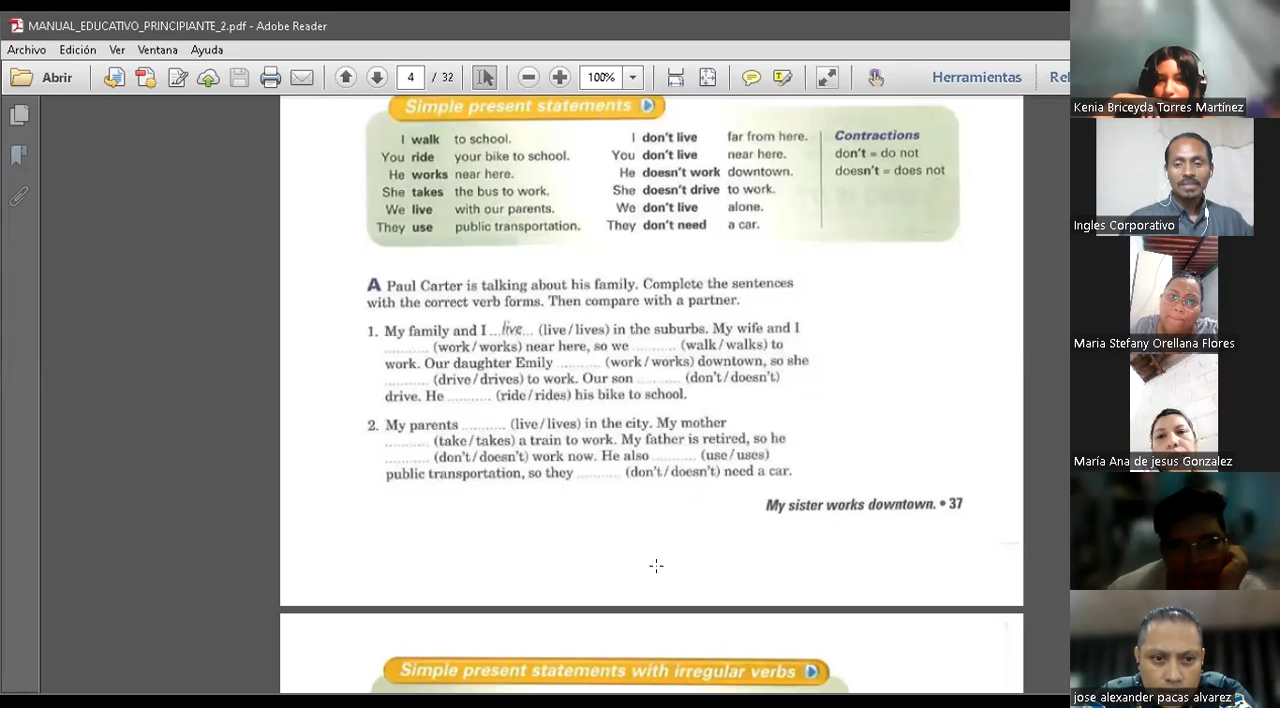 MANUAL_EDUCATIVO_PRINCIPIANTE_2.pdf - Adobe Reader
Archivo Edición Ver Ventana Ayuda
Abrir 4 / 32 100% Herramientas
Simple present statements
I walk to school. I don't live far from here. Contractions
You ride your bike to school. You don't live near here. don't = do not
He works near here. He doesn't work downtown. doesn't = does not
She takes the bus to work. She doesn't drive to work.
We live with our parents. We don't live alone.
They use public transportation. They don't need a car.
A Paul Carter is talking about his family. Complete the sentences
with the correct verb forms. Then compare with a partner.
1. My family and I ...live... (live / lives) in the suburbs. My wife and I
.......... (work / works) near here, so we .......... (walk / walks) to
work. Our daughter Emily .......... (work / works) downtown, so she
.......... (drive / drives) to work. Our son .......... (don't / doesn't)
drive. He .......... (ride / rides) his bike to school.
2. My parents .......... (live / lives) in the city. My mother
.......... (take / takes) a train to work. My father is retired, so he
.......... (don't / doesn't) work now. He also .......... (use / uses)
public transportation, so they .......... (don't / doesn't) need a car.
My sister works downtown. • 37
Simple present statements with irregular verbs
Kenia Briceyda Torres Martínez
Ingles Corporativo
Maria Stefany Orellana Flores
María Ana de jesus Gonzalez
jose alexander pacas alvarez